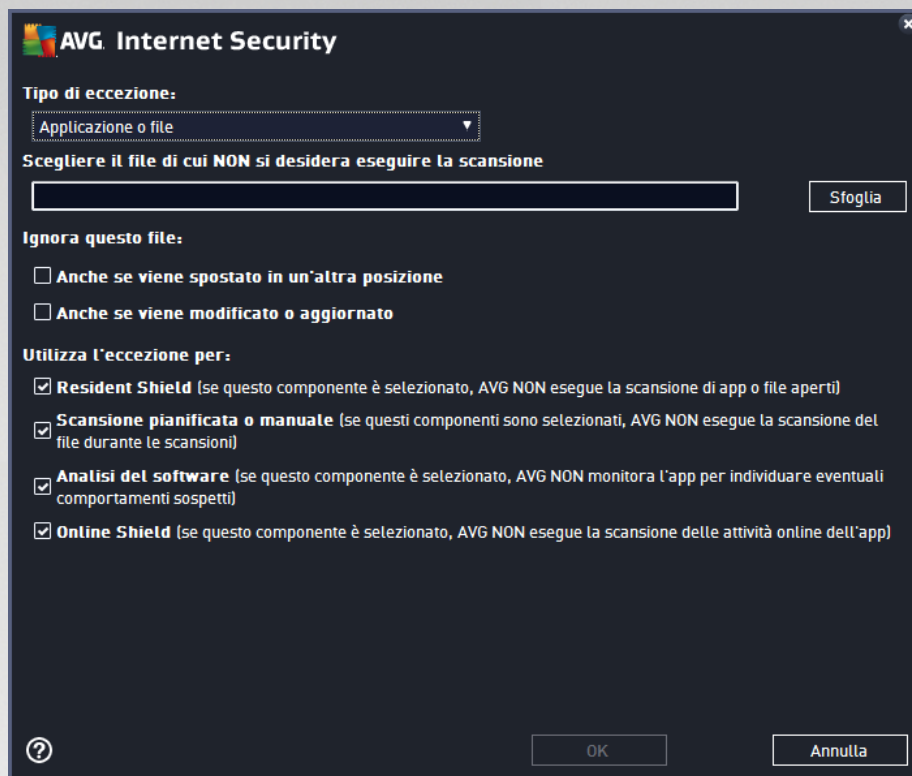 AVG. Internet Security
Tipo di eccezione:
Applicazione o file
Scegliere il file di cui NON si desidera eseguire la scansione
Sfoglia
Ignora questo file:
Anche se viene spostato in un'altra posizione
Anche se viene modificato o aggiornato
Utilizza l'eccezione per:
Resident Shield (se questo componente è selezionato, AVG NON esegue la scansione di app o file aperti)
Scansione pianificata o manuale (se questi componenti sono selezionati, AVG NON esegue la scansione del
file durante le scansioni)
Analisi del software (se questo componente è selezionato, AVG NON monitora l'app per individuare eventuali
comportamenti sospetti)
Online Shield (se questo componente è selezionato, AVG NON esegue la scansione delle attività online dell'app)
?
OK
Annulla